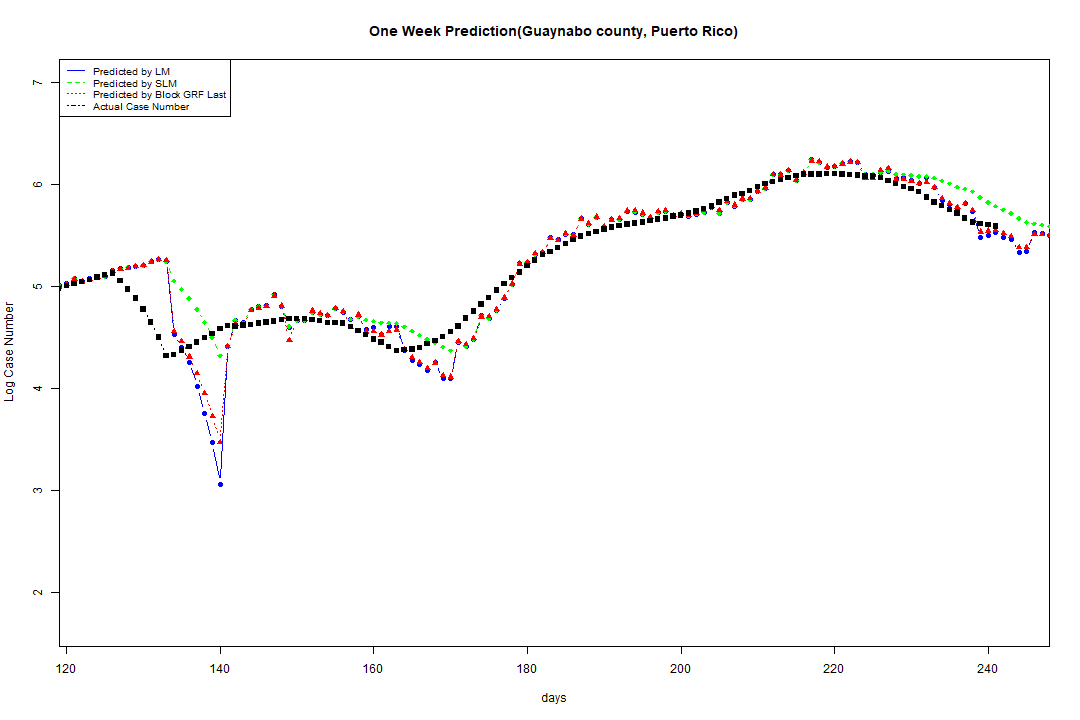 One Week Prediction(Guaynabo county, Puerto Rico)
Predicted by LM
Predicted by SLM
Predicted by Block GRF Last
Actual Case Number
7
6
5
4
3
2
Log Case Number
120 140 160 180 200 220 240
days